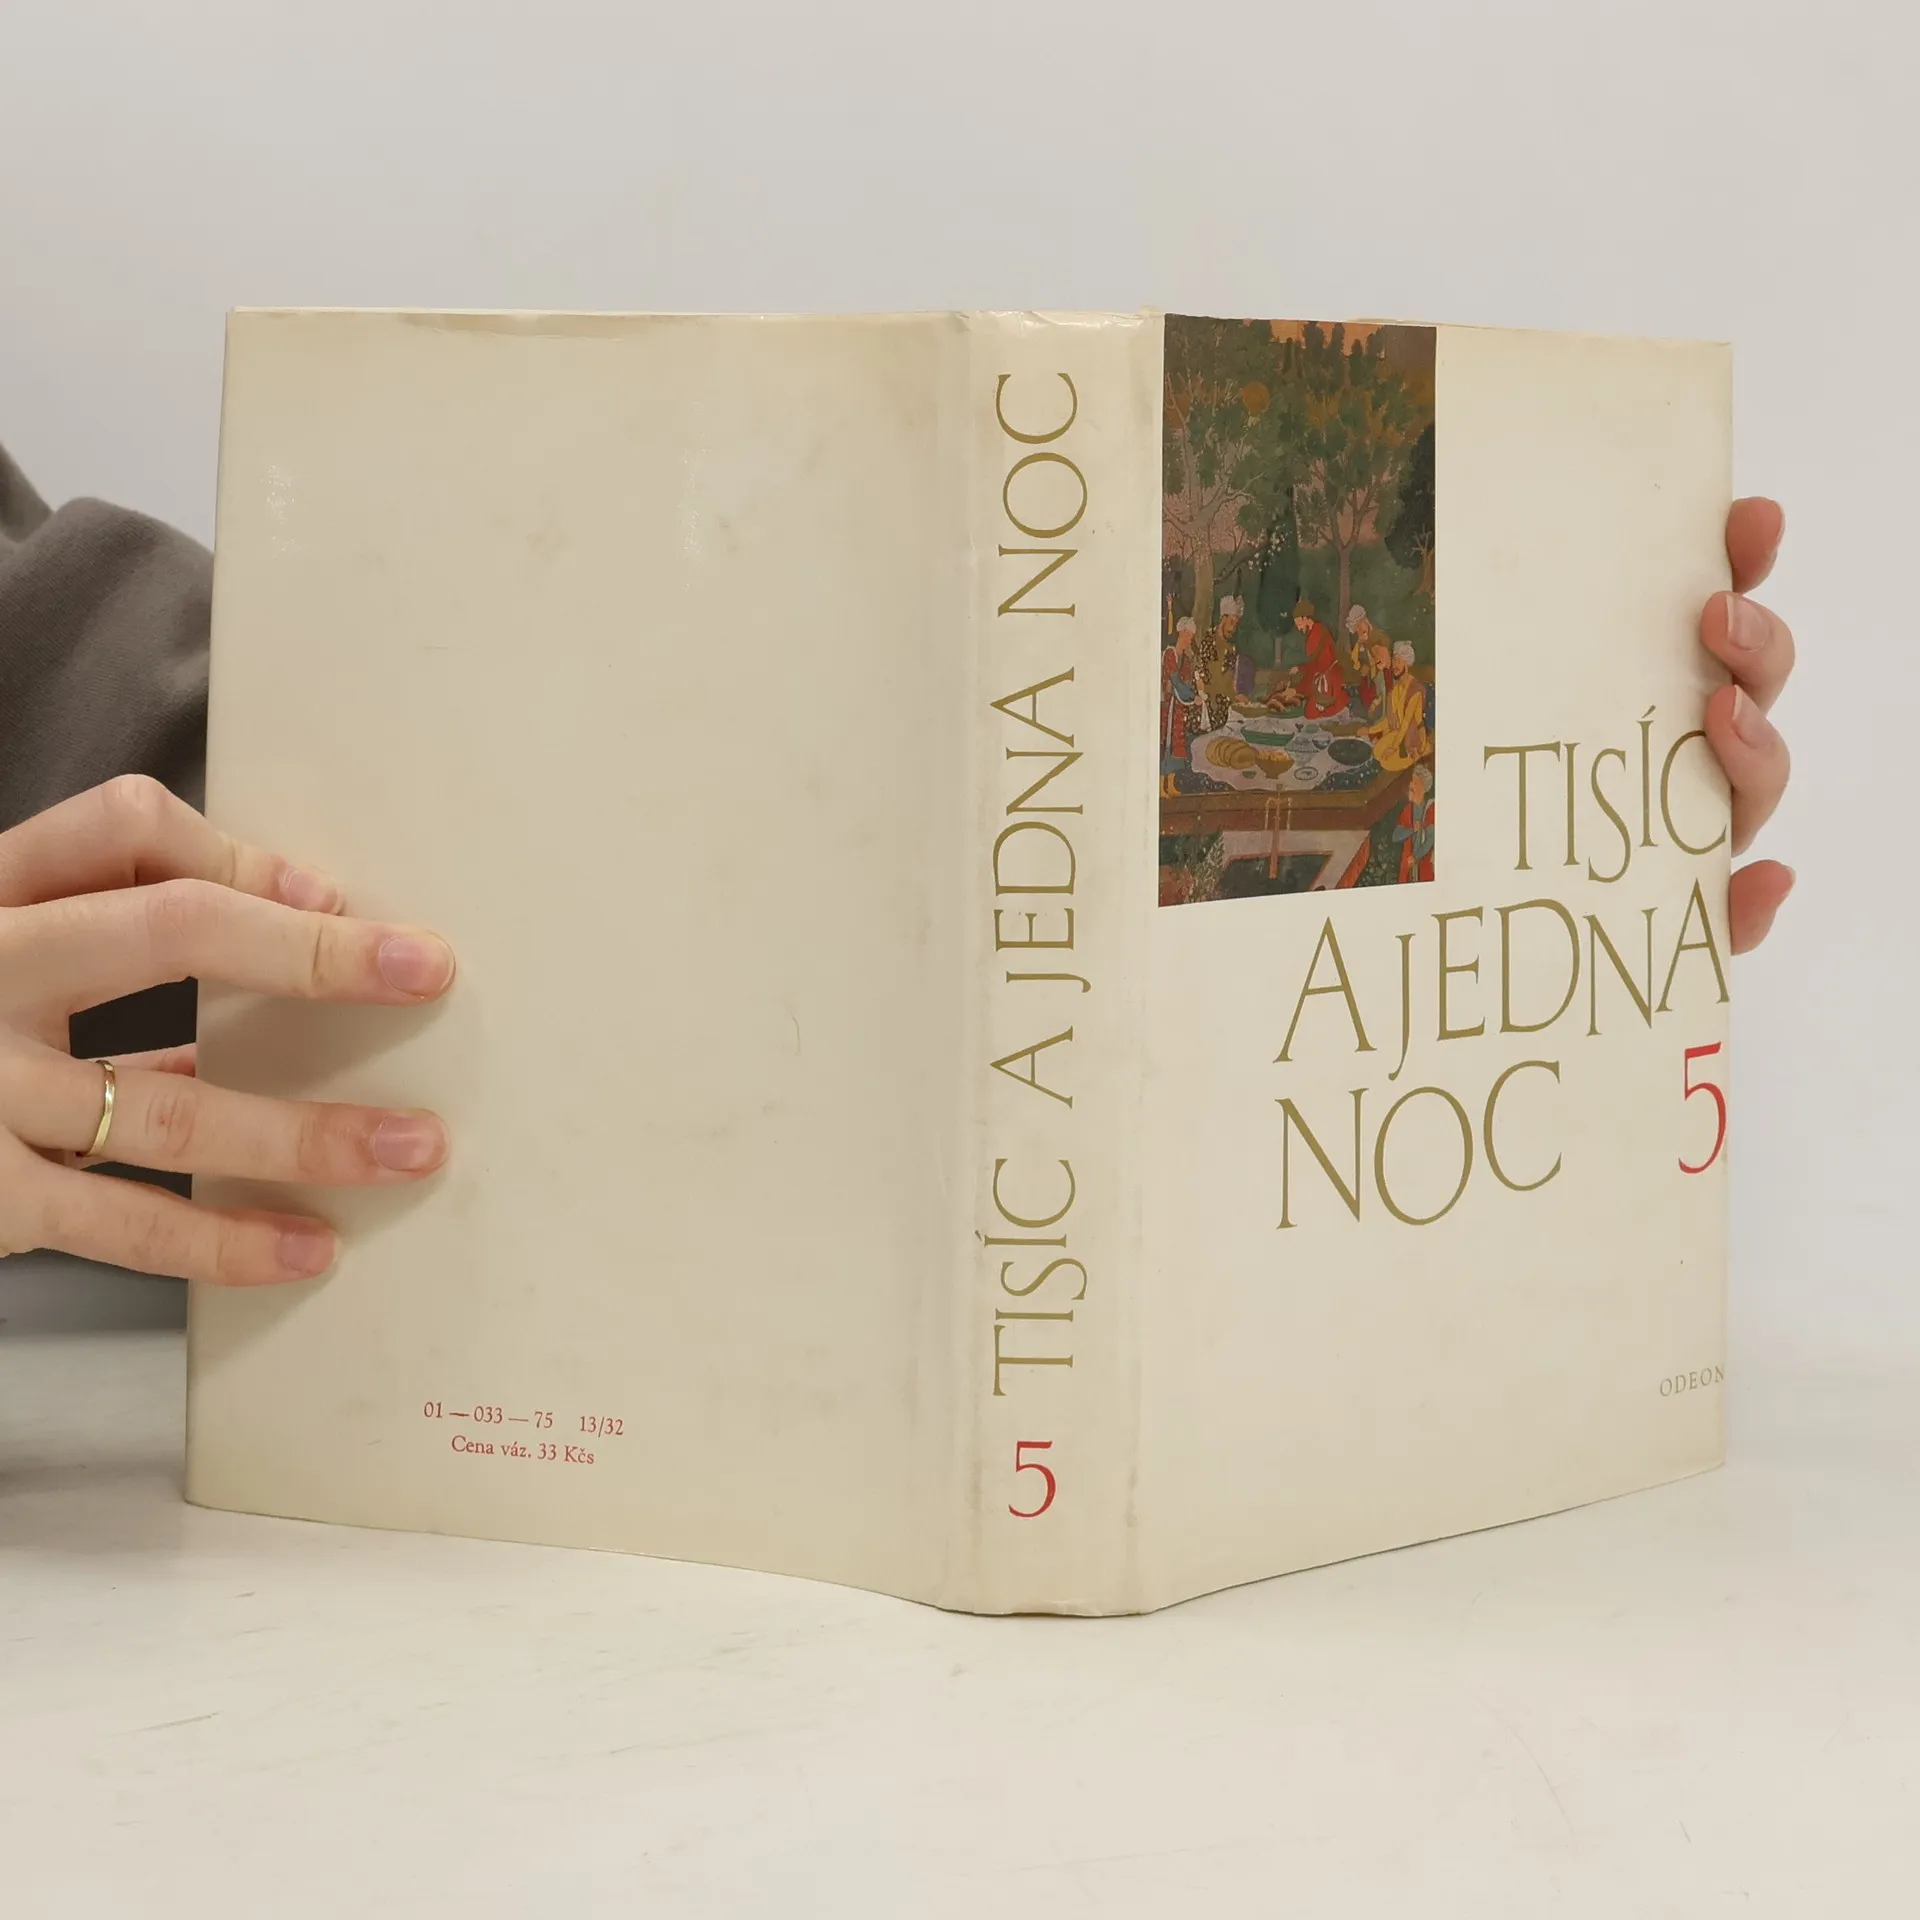 01 — 033 — 75 13/32
Cena váz. 33 Kčs
TISÍC A JEDNA NOC
5
TISÍC
A JEDNA
NOC 5
ODEON